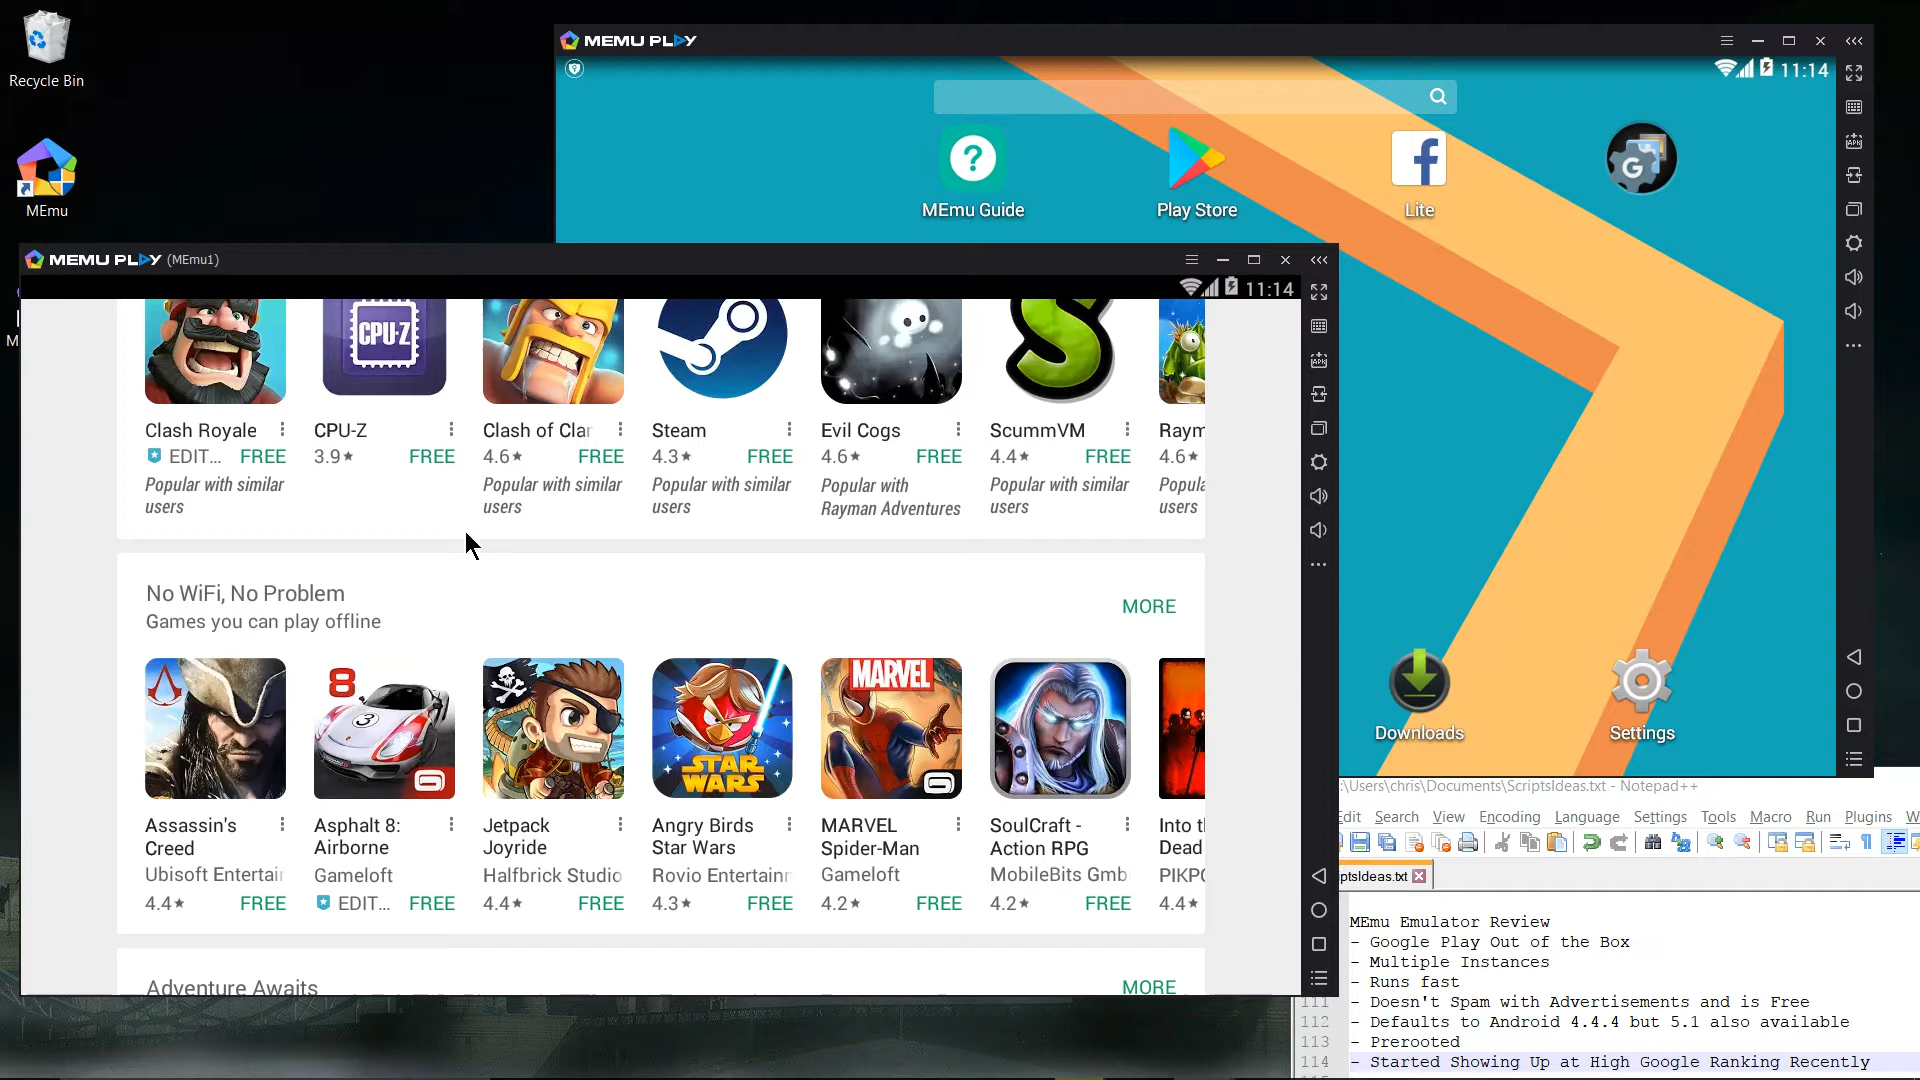 Recycle Bin
MEmu
MEMU PLAY
11:14
MEmu Guide
Play Store
Lite
MEMU PLAY (MEmu1)
11:14
CPU-Z
Clash Royale
CPU-Z
Clash of Clar
Steam
Evil Cogs
ScummVM
Raym
EDIT... FREE
3.9★ FREE
4.6★ FREE
4.3★ FREE
4.6★ FREE
4.4★ FREE
4.6★
Popular with similar
users
Popular with similar
users
Popular with similar
users
Popular with
Rayman Adventures
Popular with similar
users
Popula
users
No WiFi, No Problem
Games you can play offline
MORE
8
3
STAR
WARS
MARVEL
Assassin's
Creed
Ubisoft Entertai
4.4★ FREE
Asphalt 8:
Airborne
Gameloft
EDIT... FREE
Jetpack
Joyride
Halfbrick Studio
4.4★ FREE
Angry Birds
Star Wars
Rovio Entertain
4.3★ FREE
MARVEL
Spider-Man
Gameloft
4.2★ FREE
SoulCraft -
Action RPG
MobileBits Gmb
4.2★ FREE
Into t
Dead
PIKPO
4.4★
Adventure Awaits
MORE
Downloads
Settings
:\Users\chris\Documents\ScriptsIdeas.txt - Notepad++
Edit Search View Encoding Language Settings Tools Macro Run Plugins W
ptsIdeas.txt
MEmu Emulator Review
- Google Play Out of the Box
- Multiple Instances
- Runs fast
111 - Doesn't Spam with Advertisements and is Free
112 - Defaults to Android 4.4.4 but 5.1 also available
113 - Prerooted
114 - Started Showing Up at High Google Ranking Recently